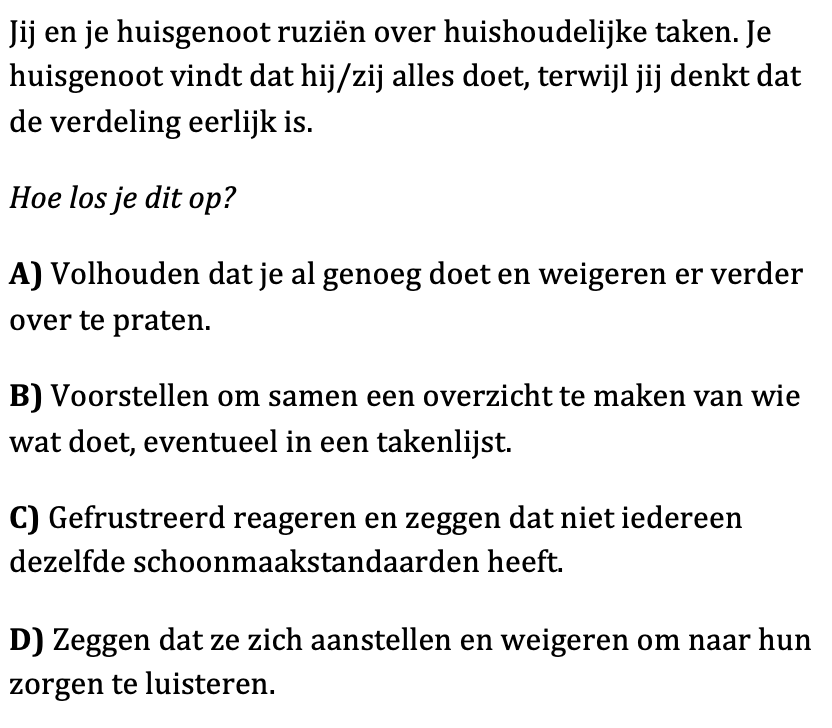 Jij en je huisgenoot ruziën over huishoudelijke taken. Je
huisgenoot vindt dat hij/zij alles doet, terwijl jij denkt dat
de verdeling eerlijk is.
Hoe los je dit op?
A) Volhouden dat je al genoeg doet en weigeren er verder
over te praten.
B) Voorstellen om samen een overzicht te maken van wie
wat doet, eventueel in een takenlijst.
C) Gefrustreerd reageren en zeggen dat niet iedereen
dezelfde schoonmaakstandaarden heeft.
D) Zeggen dat ze zich aanstellen en weigeren om naar hun
zorgen te luisteren.